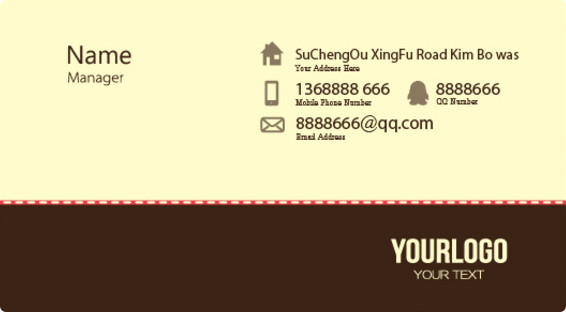 Name
Manager
SuChengOu XingFu Road Kim Bo was
Your Address Here
1368888 666
Mobile Phone Number
8888666
QQ Number
8888666@qq.com
Email Address
YOURLOGO
YOUR TEXT